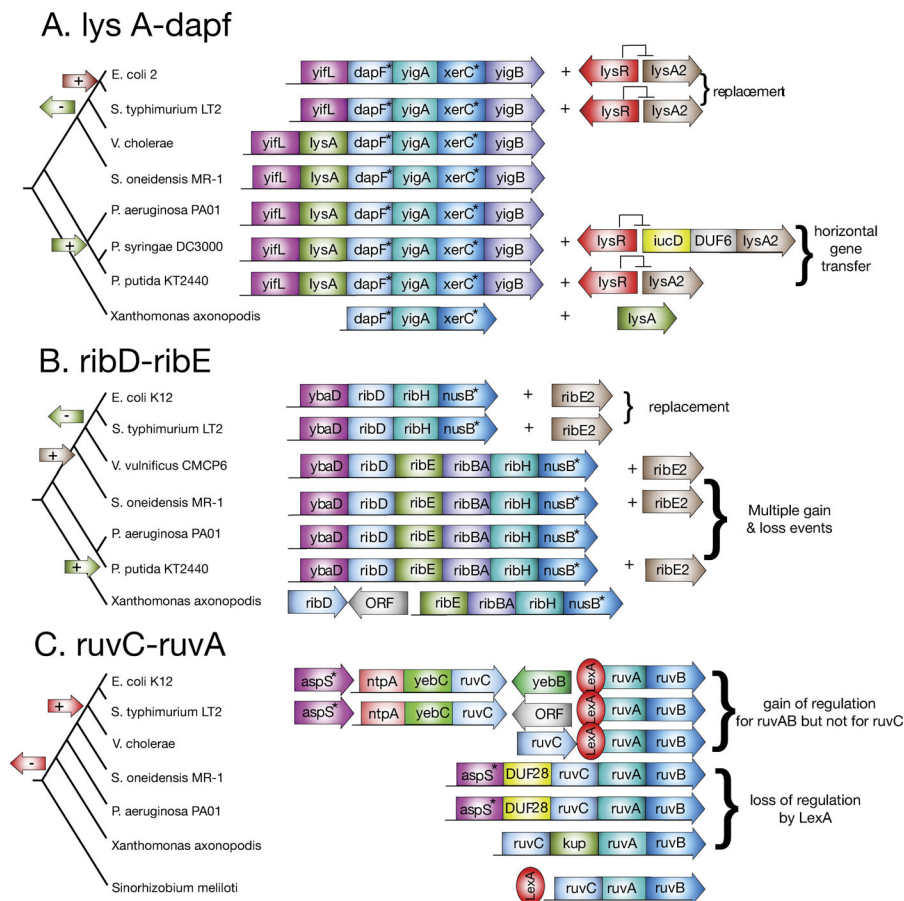 A. lys A-dapf
+ E. coli 2 yifL dapF* yigA xerC* yigB + lysR lysA2
replacement
- S. typhimurium LT2 yifL dapF* yigA xerC* yigB + lysR lysA2
V. cholerae yifL lysA dapF* yigA xerC* yigB
S. oneidensis MR-1 yifL lysA dapF* yigA xerC* yigB
P. aeruginosa PA01 yifL lysA dapF* yigA xerC* yigB
+ P. syringae DC3000 yifL lysA dapF* yigA xerC* yigB + lysR iucD DUF6 lysA2
horizontal
gene
transfer
P. putida KT2440 yifL lysA dapF* yigA xerC* yigB + lysR lysA2
Xanthomonas axonopodis dapF* yigA xerC* + lysA
B. ribD-ribE
E. coli K12 ybaD ribD ribH nusB* + ribE2
replacement
- S. typhimurium LT2 ybaD ribD ribH nusB* + ribE2
+ V. vulnificus CMCP6 ybaD ribD ribE ribBA ribH nusB* + ribE2
S. oneidensis MR-1 ybaD ribD ribE ribBA ribH nusB* + ribE2
Multiple gain
& loss events
P. aeruginosa PA01 ybaD ribD ribE ribBA ribH nusB*
+ P. putida KT2440 ybaD ribD ribE ribBA ribH nusB* + ribE2
Xanthomonas axonopodis ribD ORF ribE ribBA ribH nusB*
C. ruvC-ruvA
E. coli K12 aspS* ntpA yebC ruvC yebB LexA ruvA ruvB
+ S. typhimurium LT2 aspS* ntpA yebC ruvC ORF LexA ruvA ruvB
gain of regulation
for ruvAB but not for ruvC
V. cholerae ruvC LexA ruvA ruvB
- S. oneidensis MR-1 aspS* DUF28 ruvC ruvA ruvB
P. aeruginosa PA01 aspS* DUF28 ruvC ruvA ruvB
loss of regulation
by LexA
Xanthomonas axonopodis ruvC kup ruvA ruvB
Sinorhizobium meliloti LexA ruvC ruvA ruvB